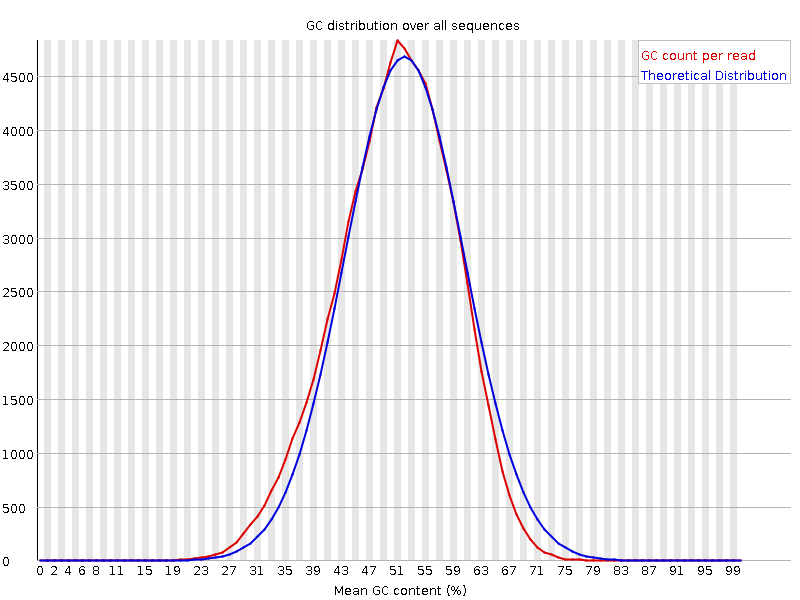 GC distribution over all sequences
GC count per read
Theoretical Distribution
4500
4000
3500
3000
2500
2000
1500
1000
500
0
0 2 4 6 8 11 15 19 23 27 31 35 39 43 47 51 55 59 63 67 71 75 79 83 87 91 95 99
Mean GC content (%)